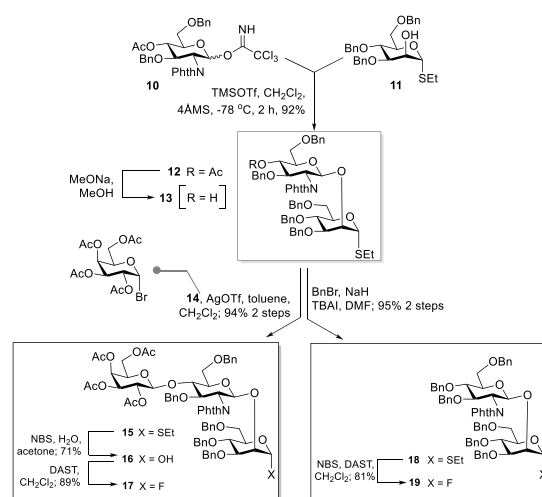 OBn
AcO
BnO
O
PhthN
O
NH
CCl3
10
OBn
OH
BnO
O
BnO
SEt
11
TMSOTf, CH2Cl2,
4ÅMS, -78 °C, 2 h, 92%
OBn
RO
O
BnO
O
PhthN
BnO
BnO
O
BnO
SEt
MeONa,
MeOH
12 R = Ac
13 [ R = H ]
AcO
OAc
O
AcO
AcO
Br
14, AgOTf, toluene,
CH2Cl2; 94% 2 steps
BnBr, NaH
TBAI, DMF; 95% 2 steps
AcO
OAc
O
AcO
OAc
O
OBn
O
BnO
O
PhthN
BnO
BnO
O
BnO
X
NBS, H2O,
acetone; 71%
15 X = SEt
16 X = OH
DAST,
CH2Cl2; 89%
17 X = F
OBn
BnO
O
BnO
O
PhthN
BnO
BnO
O
BnO
X
NBS, DAST,
CH2Cl2; 81%
18 X = SEt
19 X = F